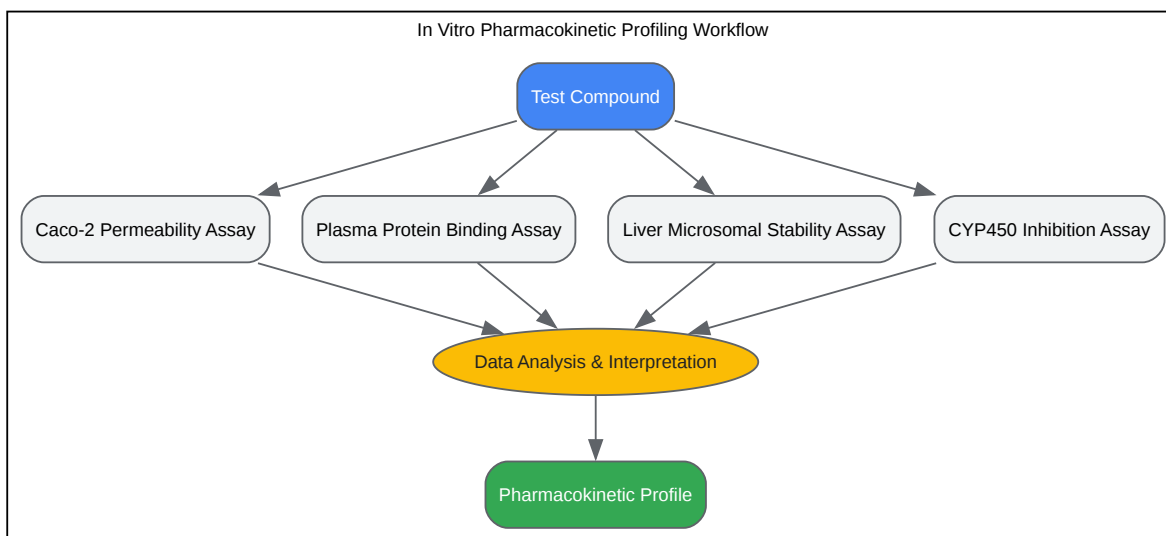 In Vitro Pharmacokinetic Profiling Workflow
Test Compound
Caco-2 Permeability Assay
Plasma Protein Binding Assay
Liver Microsomal Stability Assay
CYP450 Inhibition Assay
Data Analysis & Interpretation
Pharmacokinetic Profile